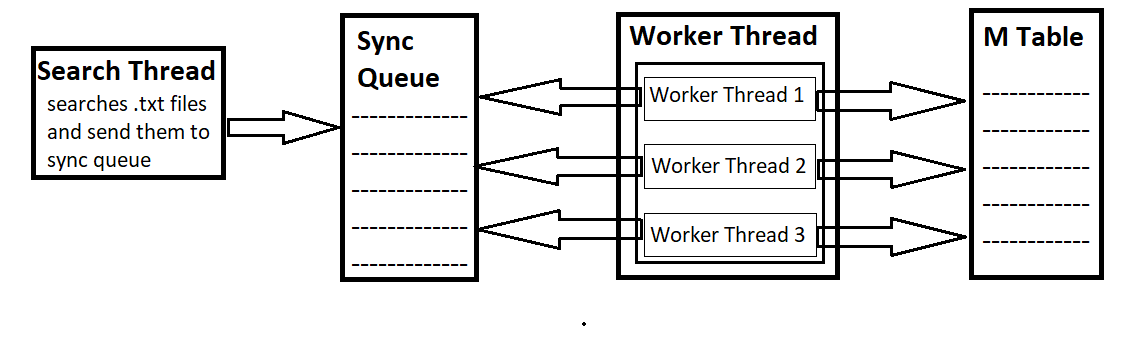 Search Thread
searches .txt files
and send them to
sync queue
Sync
Queue
-------------
-------------
-------------
-------------
-------------
Worker Thread
Worker Thread 1
Worker Thread 2
Worker Thread 3
M Table
------------
------------
------------
------------
------------
.